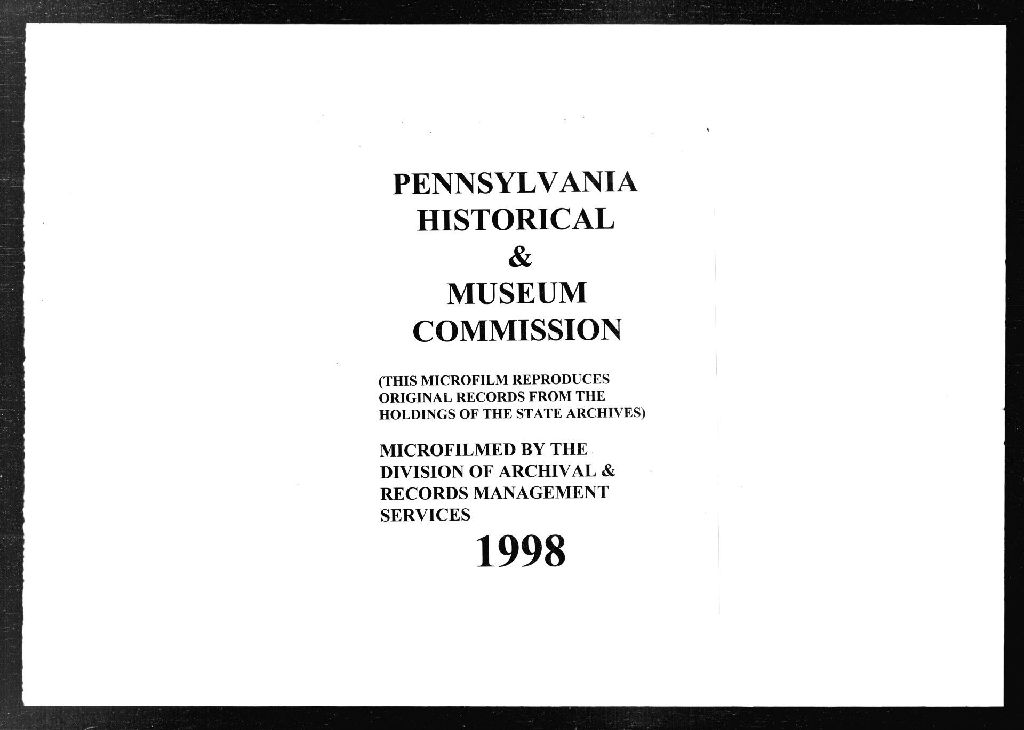 PENNSYLVANIA
HISTORICAL
&
MUSEUM
COMMISSION
(THIS MICROFILM REPRODUCES
ORIGINAL RECORDS FROM THE
HOLDINGS OF THE STATE ARCHIVES)
MICROFILMED BY THE
DIVISION OF ARCHIVAL &
RECORDS MANAGEMENT
SERVICES
1998